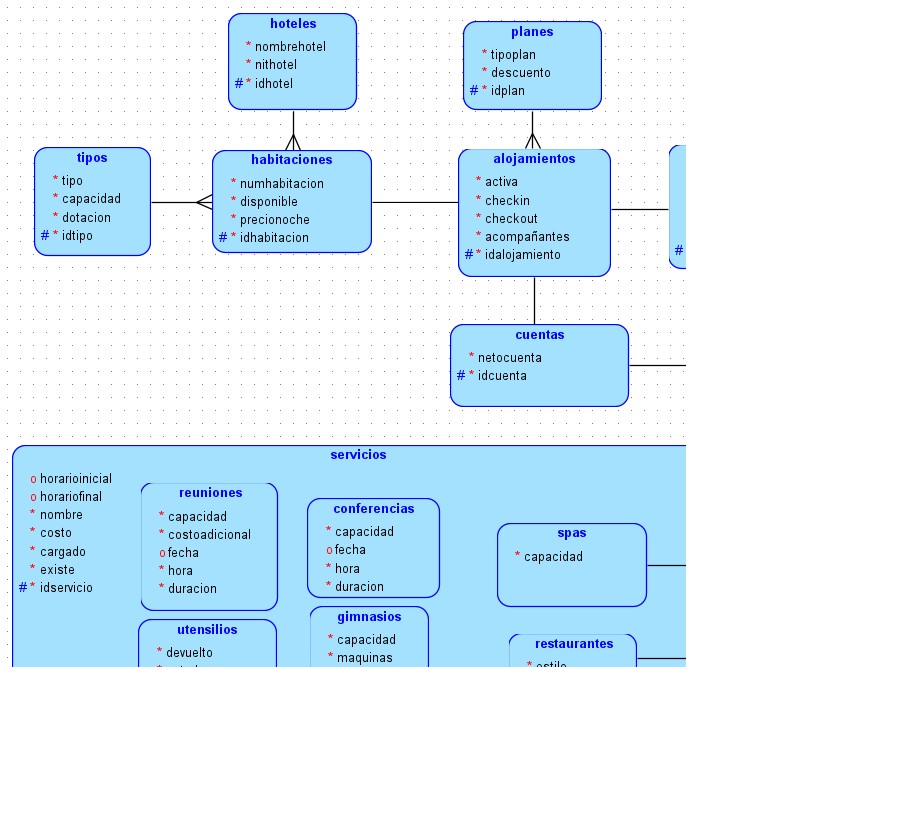 hoteles
* nombrehotel
* nithotel
# * idhotel
planes
* tipoplan
* descuento
# * idplan
tipos
* tipo
* capacidad
* dotacion
# * idtipo
habitaciones
* numhabitacion
* disponible
* precionoche
# * idhabitacion
alojamientos
* activa
* checkin
* checkout
* acompañantes
# * idalojamiento
#
cuentas
* netocuenta
# * idcuenta
servicios
o horarioinicial
o horariofinal
* nombre
* costo
* cargado
* existe
# * idservicio
reuniones
* capacidad
* costoadicional
o fecha
* hora
* duracion
conferencias
* capacidad
o fecha
* hora
* duracion
spas
* capacidad
utensilios
* devuelto
gimnasios
* capacidad
* maquinas
restaurantes
* estilo